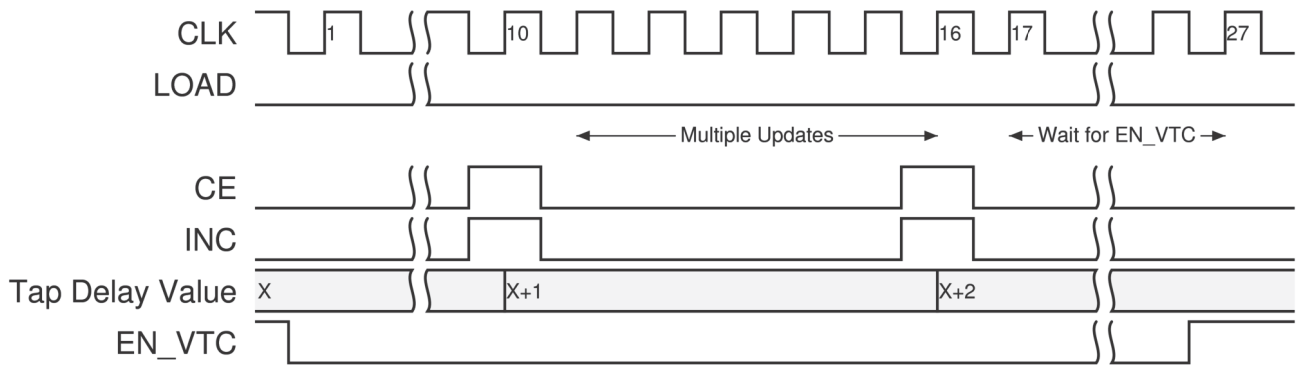 CLK 1 10 16 17 27
LOAD
Multiple Updates Wait for EN_VTC
CE
INC
Tap Delay Value X X+1 X+2
EN_VTC